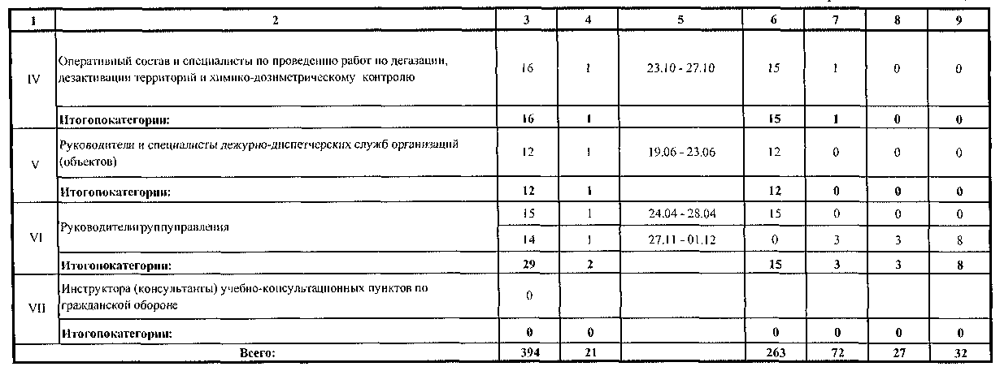 1 2 3 4 5 6 7 8 9
IV Оперативный состав и специалисты по проведению работ по дегазации, 16 1 23.10 - 27.10 15 1 0 0
дезактивации территорий и химико-дозиметрическому контролю
Итогопокатегории: 16 1 15 1 0 0
V Руководители и специалисты дежурно-диспетчерских служб организаций 12 1 19.06 - 23.06 12 0 0 0
(объектов)
Итогопокатегории: 12 1 12 0 0 0
VI Руководителигруппуправления 15 1 24.04 - 28.04 15 0 0 0
14 1 27.11 - 01.12 0 3 3 8
Итогопокатегории: 29 2 15 3 3 8
VII Инструктора (консультанты) учебно-консультационных пунктов по 0
гражданской обороне
Итогопокатегории: 0 0 0 0 0 0
Всего: 394 21 263 72 27 32